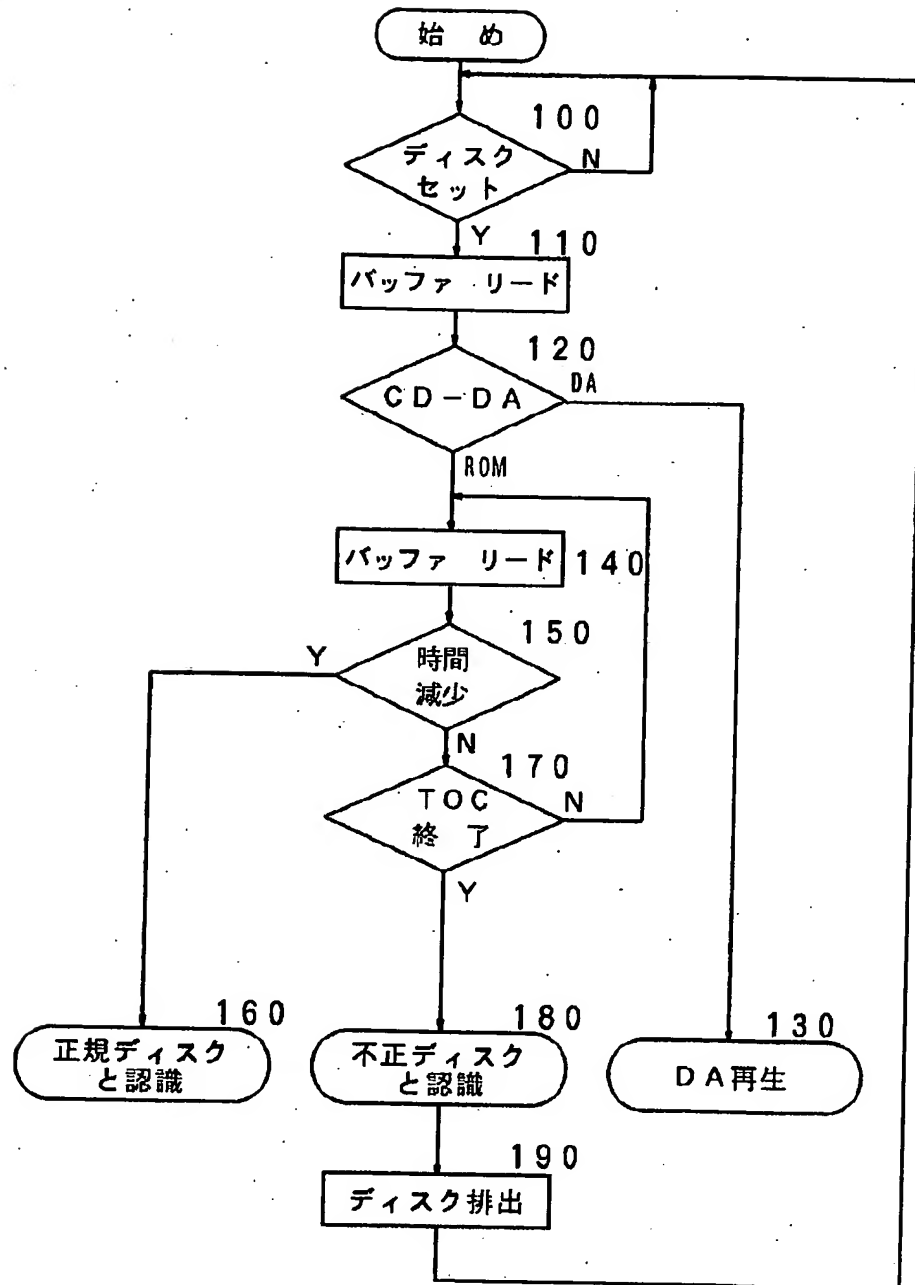 始 め
100
ディスク
セット
N
Y
110
バッファ リード
120
CD-DA
DA
ROM
バッファ リード
140
150
Y
時間
減少
N
170
TOC
終 了
N
Y
160
正規ディスク
と認識
180
不正ディスク
と認識
130
DA再生
190
ディスク排出